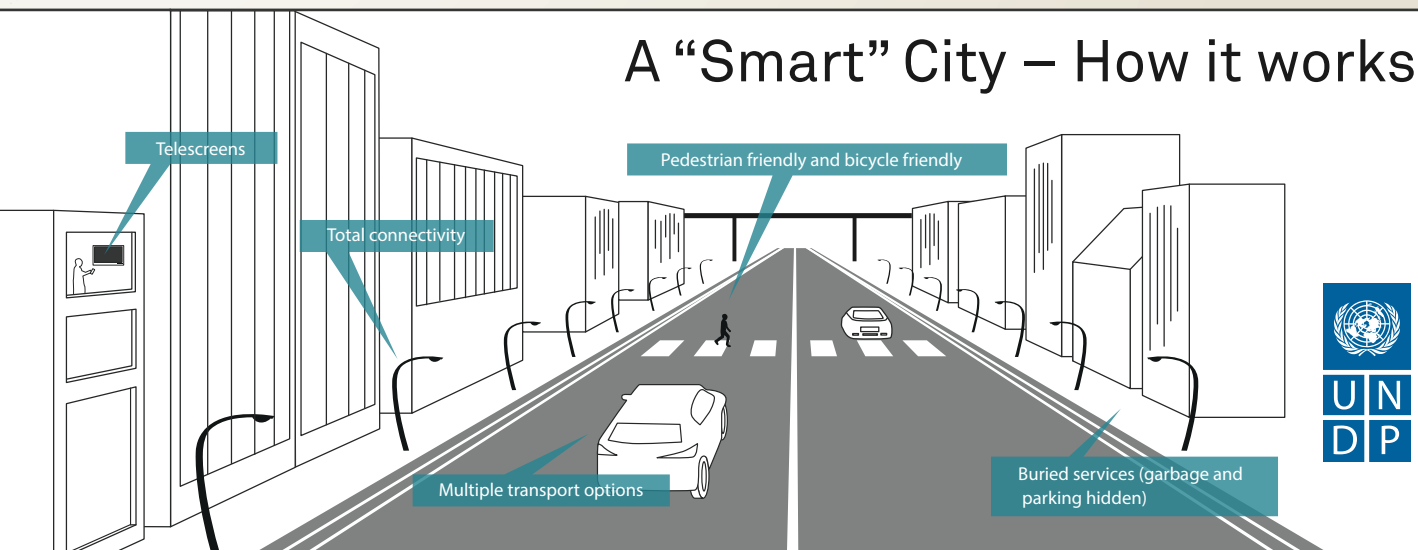 A “Smart” City – How it works
Telescreens
Pedestrian friendly and bicycle friendly
Total connectivity
Multiple transport options
Buried services (garbage and
parking hidden)
U N
D P